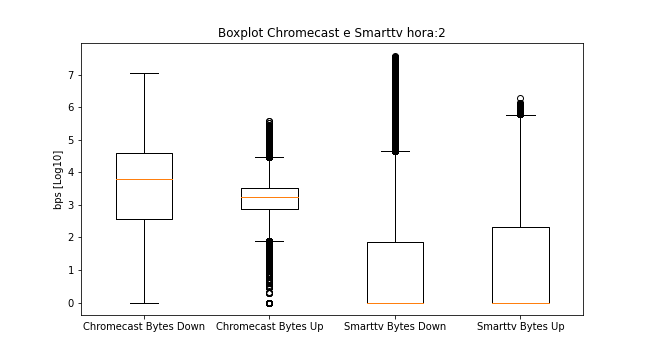 Boxplot Chromecast e Smarttv hora:2
bps [Log10]
7
6
5
4
3
2
1
0
Chromecast Bytes Down Chromecast Bytes Up Smarttv Bytes Down Smarttv Bytes Up